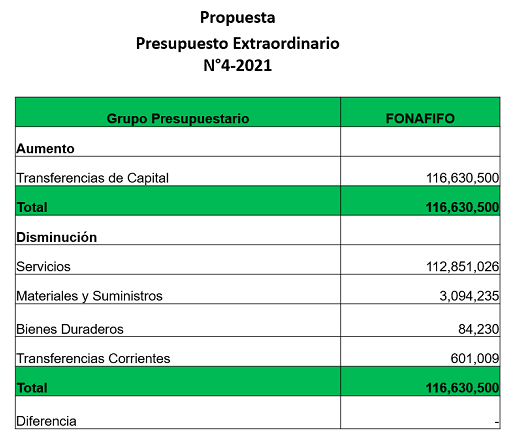 Propuesta
Presupuesto Extraordinario
N°4-2021
Grupo Presupuestario FONAFIFO
Aumento
Transferencias de Capital 116,630,500
Total 116,630,500
Disminución
Servicios 112,851,026
Materiales y Suministros 3,094,235
Bienes Duraderos 84,230
Transferencias Corrientes 601,009
Total 116,630,500
Diferencia -